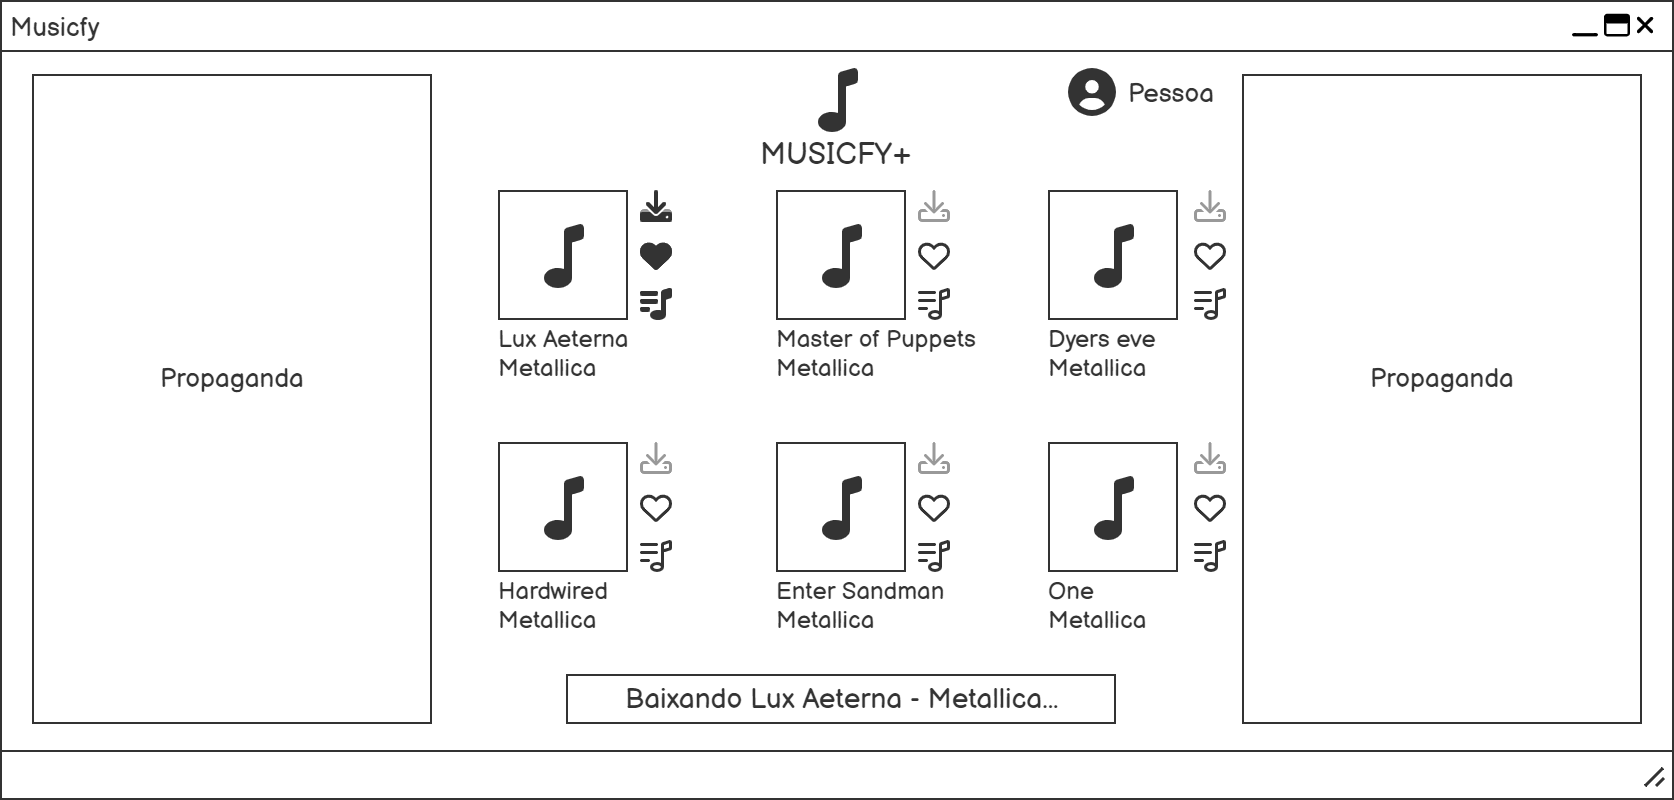 Musicfy
Pessoa
MUSICFY+
Propaganda
Lux Aeterna
Metallica
Master of Puppets
Metallica
Dyers eve
Metallica
Propaganda
Hardwired
Metallica
Enter Sandman
Metallica
One
Metallica
Baixando Lux Aeterna - Metallica...